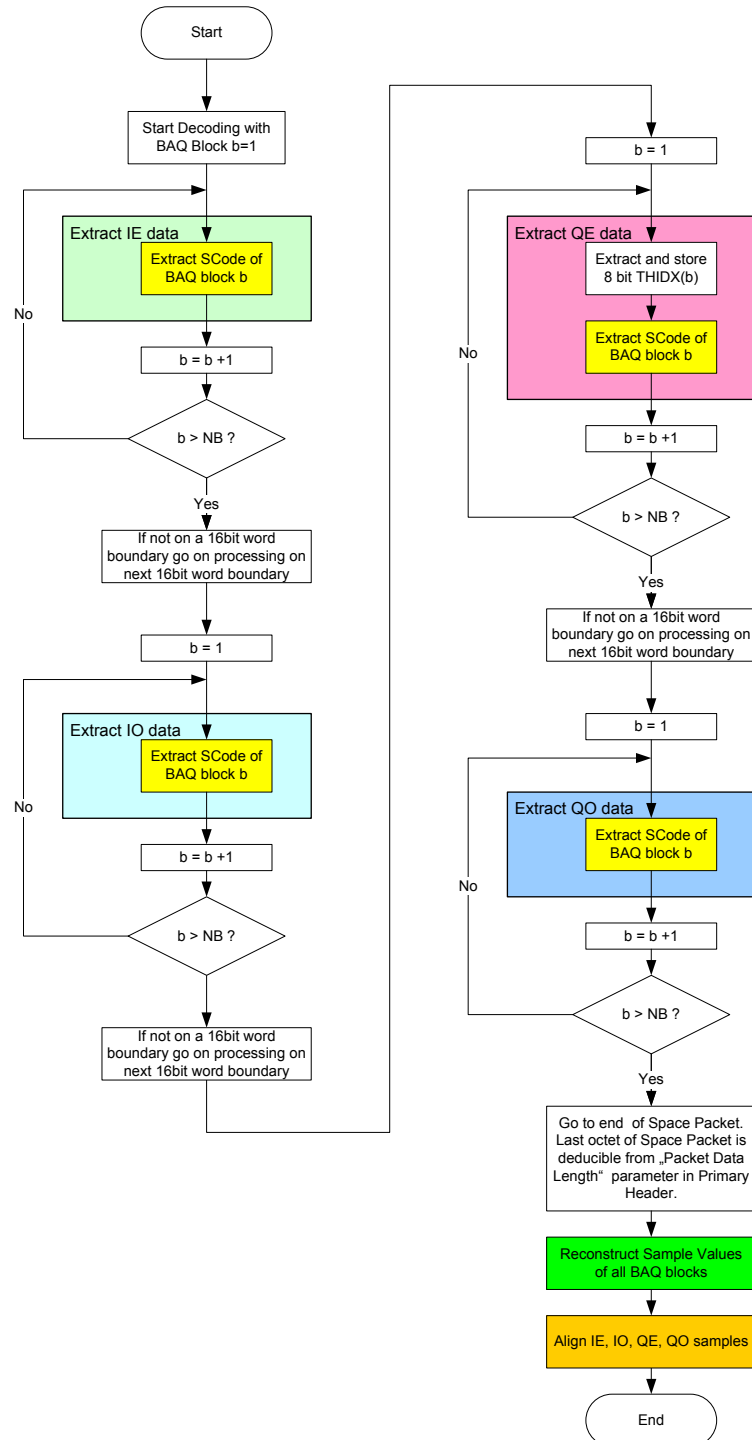 Start
Start Decoding with
BAQ Block b=1
Extract IE data
Extract SCode of
BAQ block b
No
b = b +1
b > NB ?
Yes
If not on a 16bit word
boundary go on processing on
next 16bit word boundary
b = 1
Extract IO data
Extract SCode of
BAQ block b
No
b = b +1
b > NB ?
If not on a 16bit word
boundary go on processing on
next 16bit word boundary
b = 1
Extract QE data
Extract and store
8 bit THIDX(b)
No
Extract SCode of
BAQ block b
b = b +1
b > NB ?
Yes
If not on a 16bit word
boundary go on processing on
next 16bit word boundary
b = 1
Extract QO data
Extract SCode of
BAQ block b
No
b = b +1
b > NB ?
Yes
Go to end of Space Packet.
Last octet of Space Packet is
deducible from „Packet Data
Length“ parameter in Primary
Header.
Reconstruct Sample Values
of all BAQ blocks
Align IE, IO, QE, QO samples
End